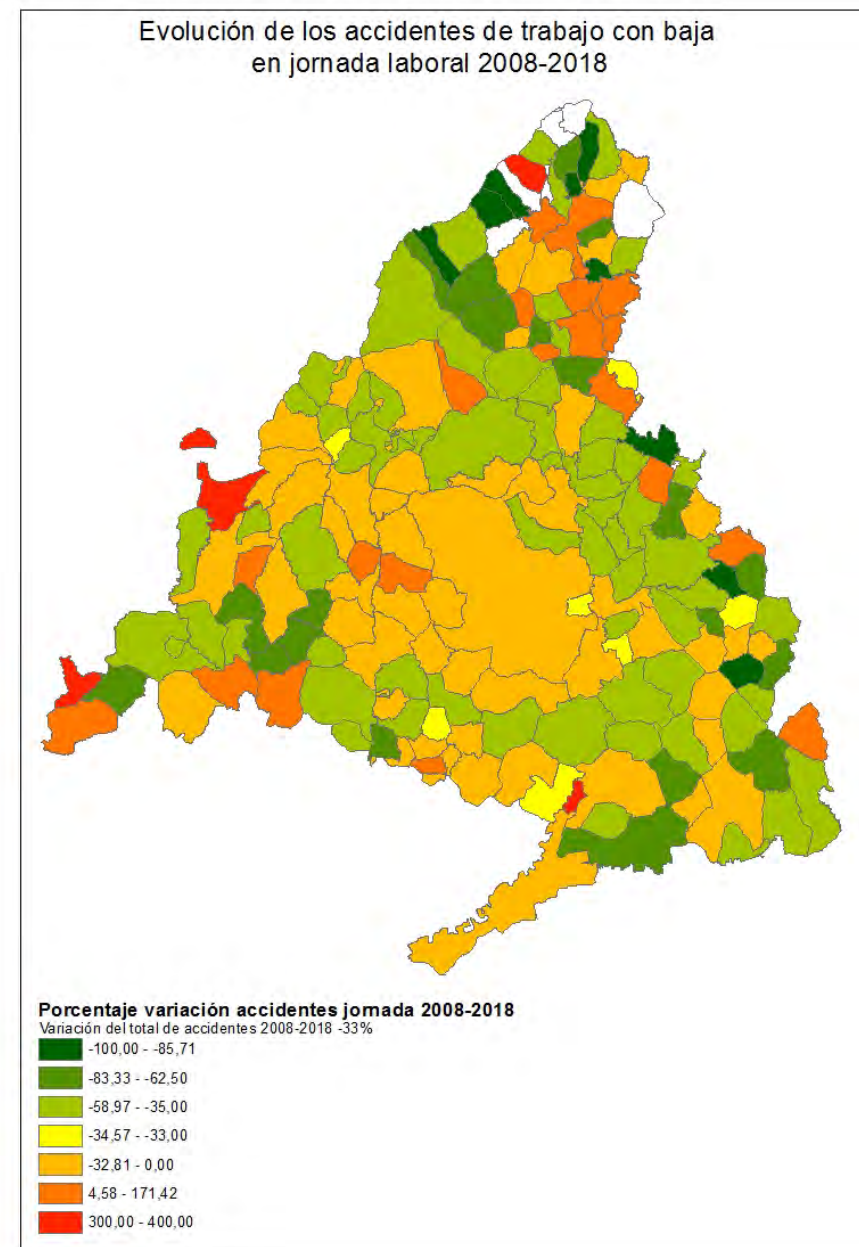 Evolución de los accidentes de trabajo con baja
en jornada laboral 2008-2018
Porcentaje variación accidentes jornada 2008-2018
Variación del total de accidentes 2008-2018 -33%
-100,00 - -85,71
-83,33 - -62,50
-58,97 - -35,00
-34,57 - -33,00
-32,81 - 0,00
4,58 - 171,42
300,00 - 400,00